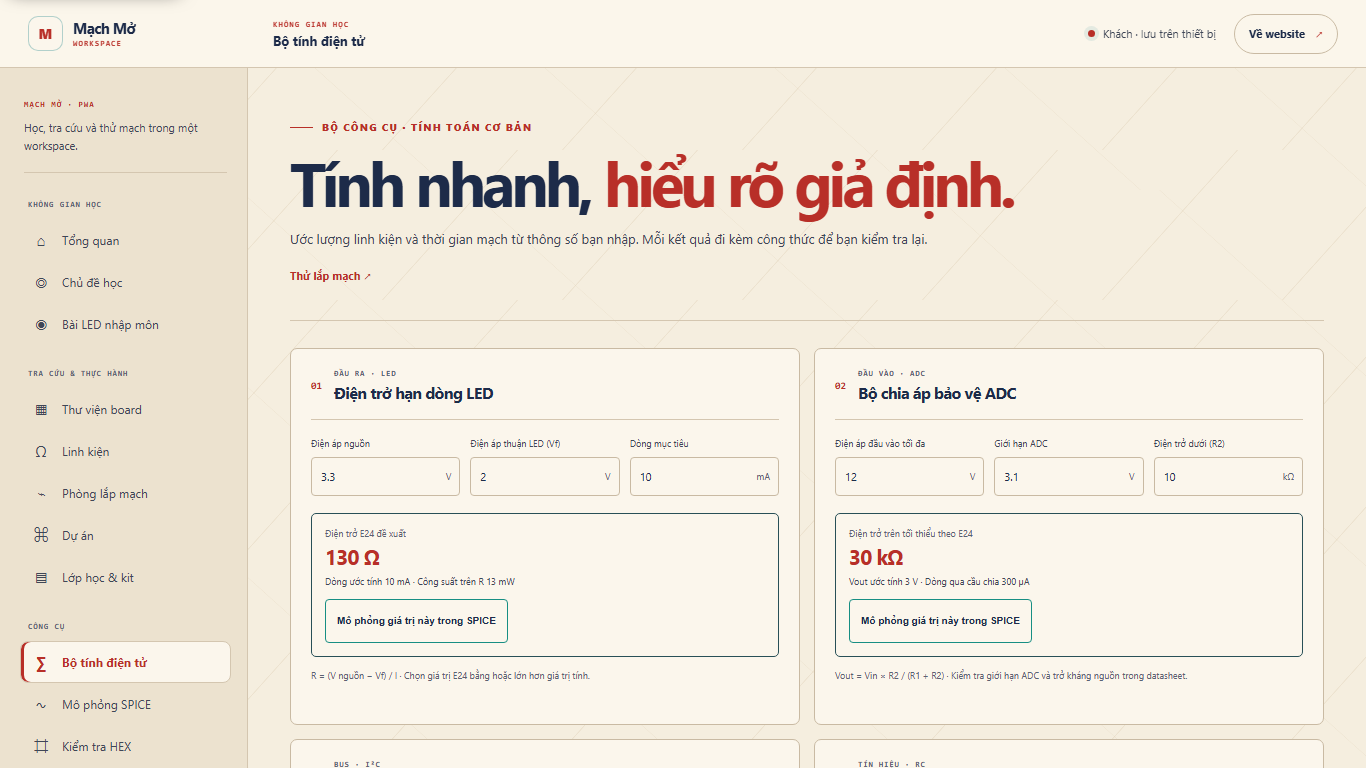 M
Mạch Mở
WORKSPACE
KHÔNG GIAN HỌC
Bộ tính điện tử
Khách · lưu trên thiết bị
Về website ↗
MẠCH MỞ · PWA
Học, tra cứu và thử mạch trong một
workspace.
KHÔNG GIAN HỌC
Tổng quan
Chủ đề học
Bài LED nhập môn
TRA CỨU & THỰC HÀNH
Thư viện board
Ω Linh kiện
Phòng lắp mạch
⌘ Dự án
Lớp học & kit
CÔNG CỤ
∑ Bộ tính điện tử
∿ Mô phỏng SPICE
Kiểm tra HEX
BỘ CÔNG CỤ · TÍNH TOÁN CƠ BẢN
Tính nhanh, hiểu rõ giả định.
Ước lượng linh kiện và thời gian mạch từ thông số bạn nhập. Mỗi kết quả đi kèm công thức để bạn kiểm tra lại.
Thử lắp mạch ↗
01
ĐẦU RA · LED
Điện trở hạn dòng LED
Điện áp nguồn
Điện áp thuận LED (Vf)
Dòng mục tiêu
3.3 V
2 V
10 mA
Điện trở E24 đề xuất
130 Ω
Dòng ước tính 10 mA · Công suất trên R 13 mW
Mô phỏng giá trị này trong SPICE
R = (V nguồn − Vf) / I · Chọn giá trị E24 bằng hoặc lớn hơn giá trị tính.
02
ĐẦU VÀO · ADC
Bộ chia áp bảo vệ ADC
Điện áp đầu vào tối đa
Giới hạn ADC
Điện trở dưới (R2)
12 V
3.1 V
10 kΩ
Điện trở trên tối thiểu theo E24
30 kΩ
Vout ước tính 3 V · Dòng qua cầu chia 300 µA
Mô phỏng giá trị này trong SPICE
Vout = Vin × R2 / (R1 + R2) · Kiểm tra giới hạn ADC và trở kháng nguồn trong datasheet.
BUS · I²C
TÍN HIỆU · RC